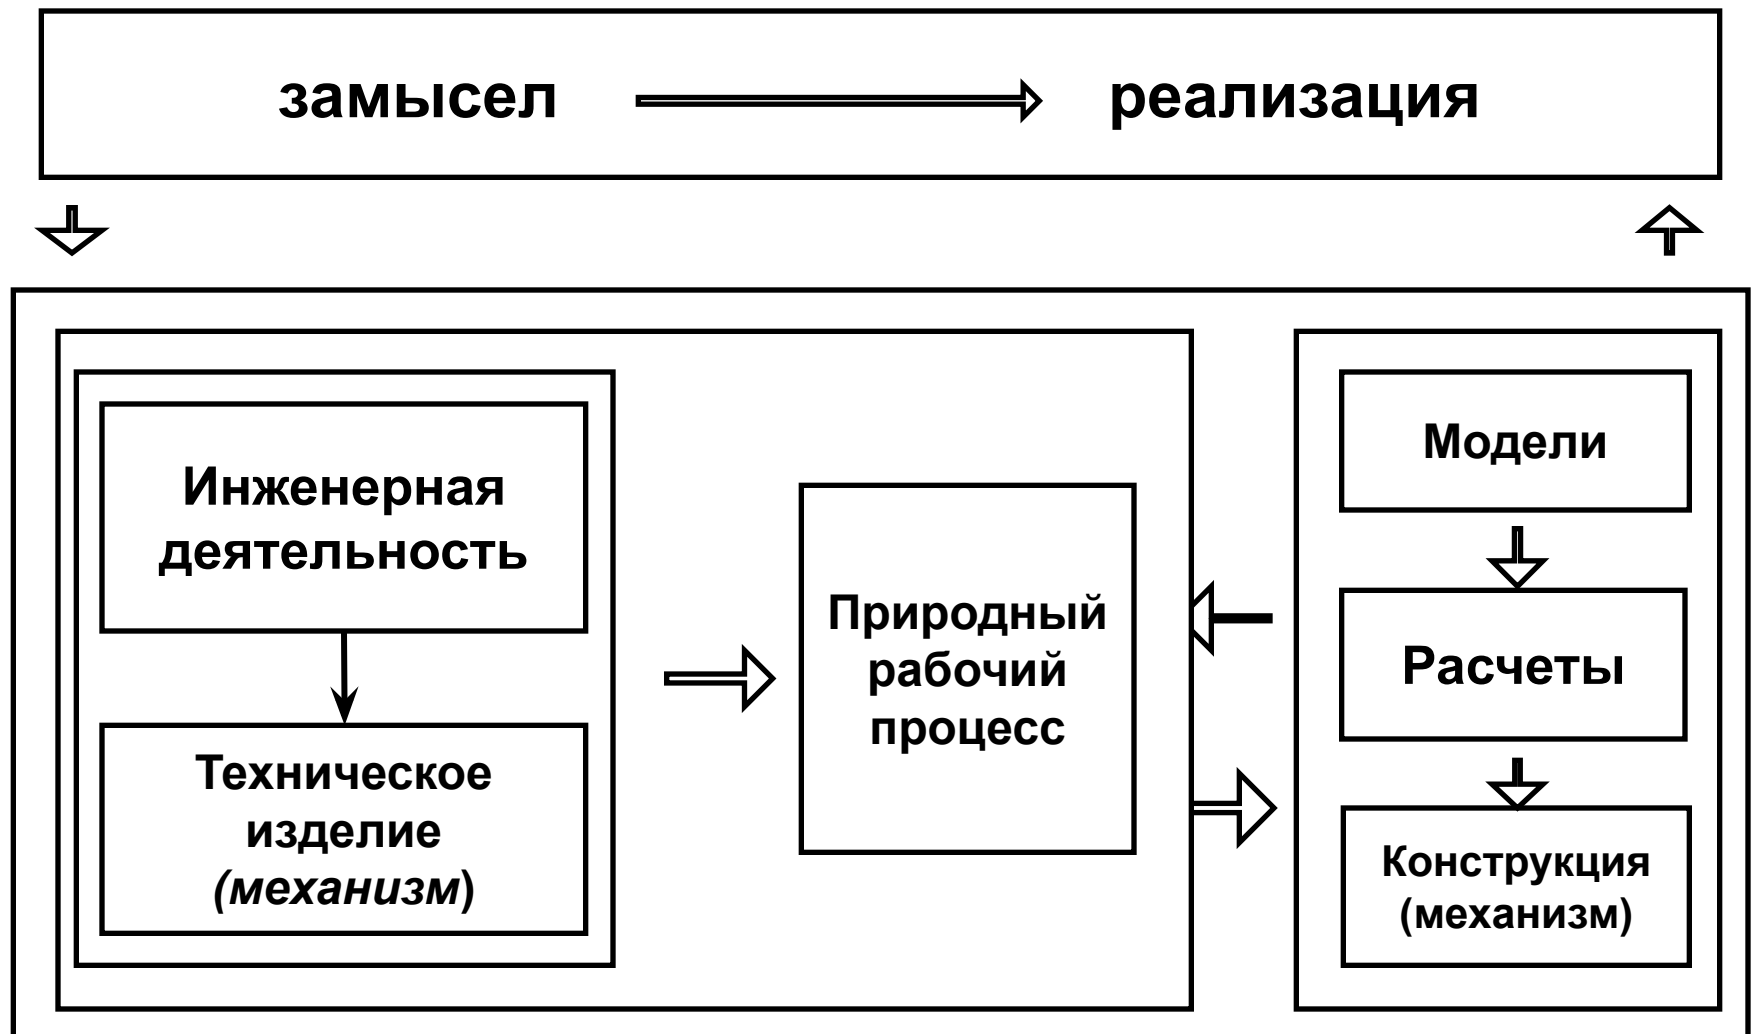 замысел реализация
Инженерная
деятельность
Техническое
изделие
(механизм)
Природный
рабочий
процесс
Модели
Расчеты
Конструкция
(механизм)